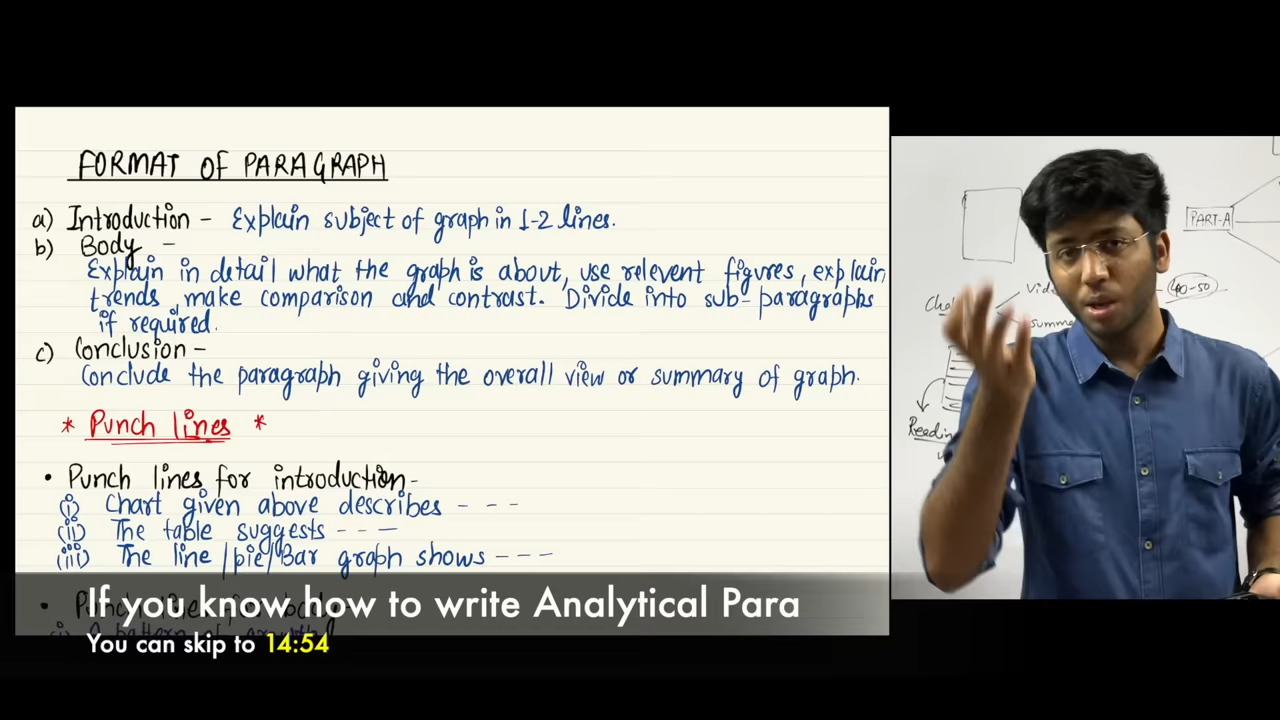 FORMAT OF PARAGRAPH
a) Introduction - Explain subject of graph in 1-2 lines.
b) Body -
Explain in detail what the graph is about, use relevent figures, explain
trends, make comparison and contrast. Divide into sub-paragraphs
if required.
c) Conclusion -
Conclude the paragraph giving the overall view or summary of graph.
* Punch lines *
• Punch lines for introduction-
(i) Chart given above describes - - -
(ii) The table suggests - - -
(iii) The line/pie/Bar graph shows - - -
If you know how to write Analytical Para
You can skip to 14:54
PART-A
Vid
40-50
Cha
Summa
Readin